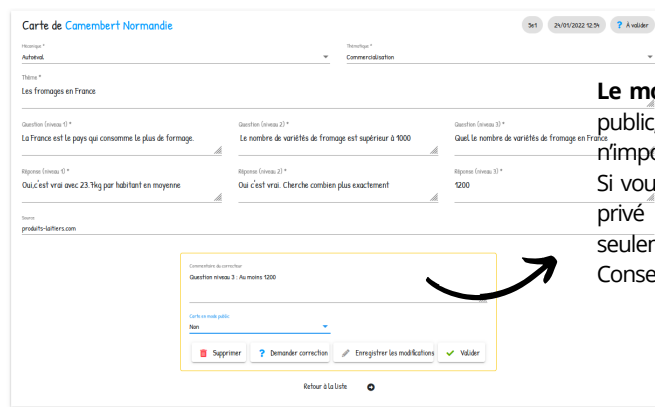 Carte de Camembert Normandie
5e1
24/01/2022 12:54
? À valider
Mécanique *
Autoéval
Thématique *
Commercialisation
Thème *
Les fromages en France
Question (niveau 1) *
La France est le pays qui consomme le plus de formage.
Question (niveau 2) *
Le nombre de variétés de fromage est supérieur à 1000
Question (niveau 3) *
Quel le nombre de variétés de fromage en France
Réponse (niveau 1) *
Oui,c'est vrai avec 23.7kg par habitant en moyenne
Réponse (niveau 2) *
Oui c'est vrai. Cherche combien plus exactement
Réponse (niveau 3) *
1200
Source
produits-laitiers.com
Commentaire du correcteur
Question niveau 3 : Au moins 1200
Carte en mode public
Non
Supprimer
? Demander correction
Enregistrer les modifications
Valider
Retour à la liste
Le mo
public,
n'impo
Si vou
privé
seulem
Conse